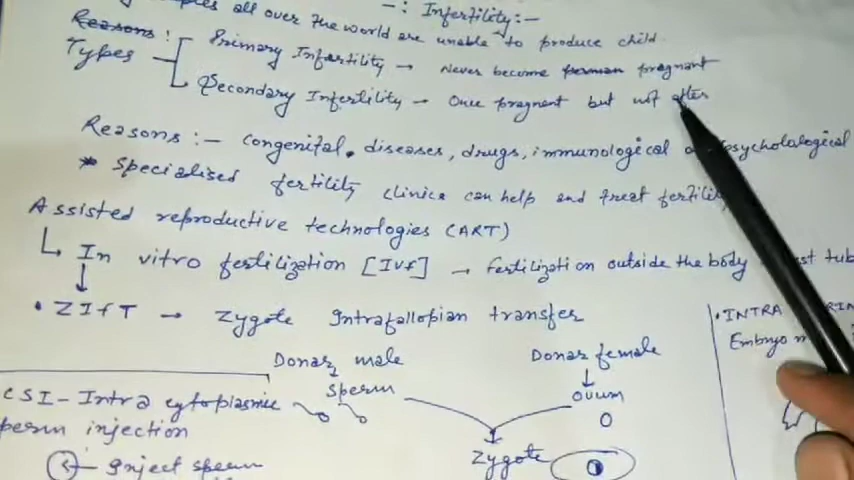 -: Infertility:-
all over the world are unable to produce child
Reasons :
Types
Primary Infertility → Never become pregnant
Secondary Infertility → Once pregnant but not after
Reasons :- Congenital, diseases, drugs, immunological psycholalogical
* Specialised fertility clinics can help and treat fertility
Assisted reproductive technologies (ART)
In vitro fertilization [IVf] → fertilization outside the body
• ZIfT → Zygote Intrafallopian transfer
• INTRA
Embryo
Donar male
Donar female
sperm
ovum
CSI - Intra cytoplasmic
perm injection
Inject sperm
Zygote